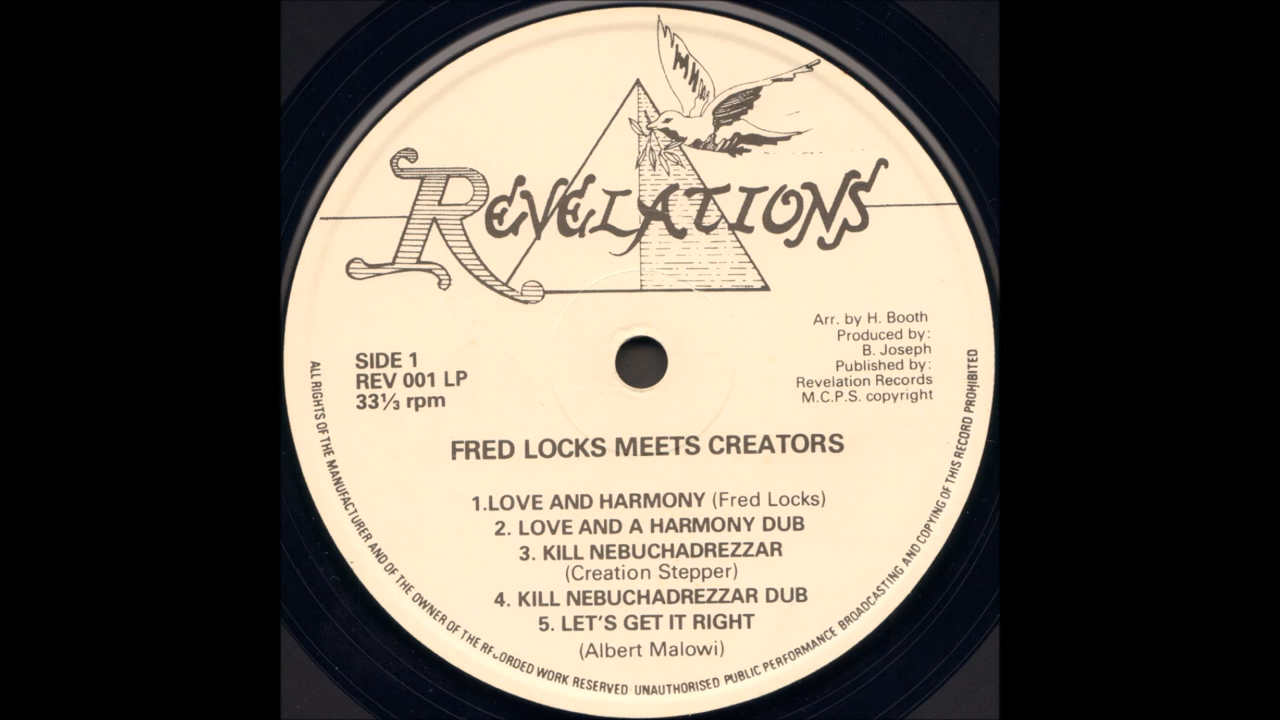 REVELATIONS
Arr. by H. Booth
Produced by:
B. Joseph
Published by:
Revelation Records
M.C.P.S. copyright
SIDE 1
REV 001 LP
33⅓ rpm
FRED LOCKS MEETS CREATORS
1.LOVE AND HARMONY (Fred Locks)
2. LOVE AND A HARMONY DUB
3. KILL NEBUCHADREZZAR
(Creation Stepper)
4. KILL NEBUCHADREZZAR DUB
5. LET'S GET IT RIGHT
(Albert Malowi)
ALL RIGHTS OF THE MANUFACTURER AND OF THE OWNER OF THE RECORDED WORK RESERVED UNAUTHORISED PUBLIC PERFORMANCE BROADCASTING AND COPYING OF THIS RECORD PROHIBITED